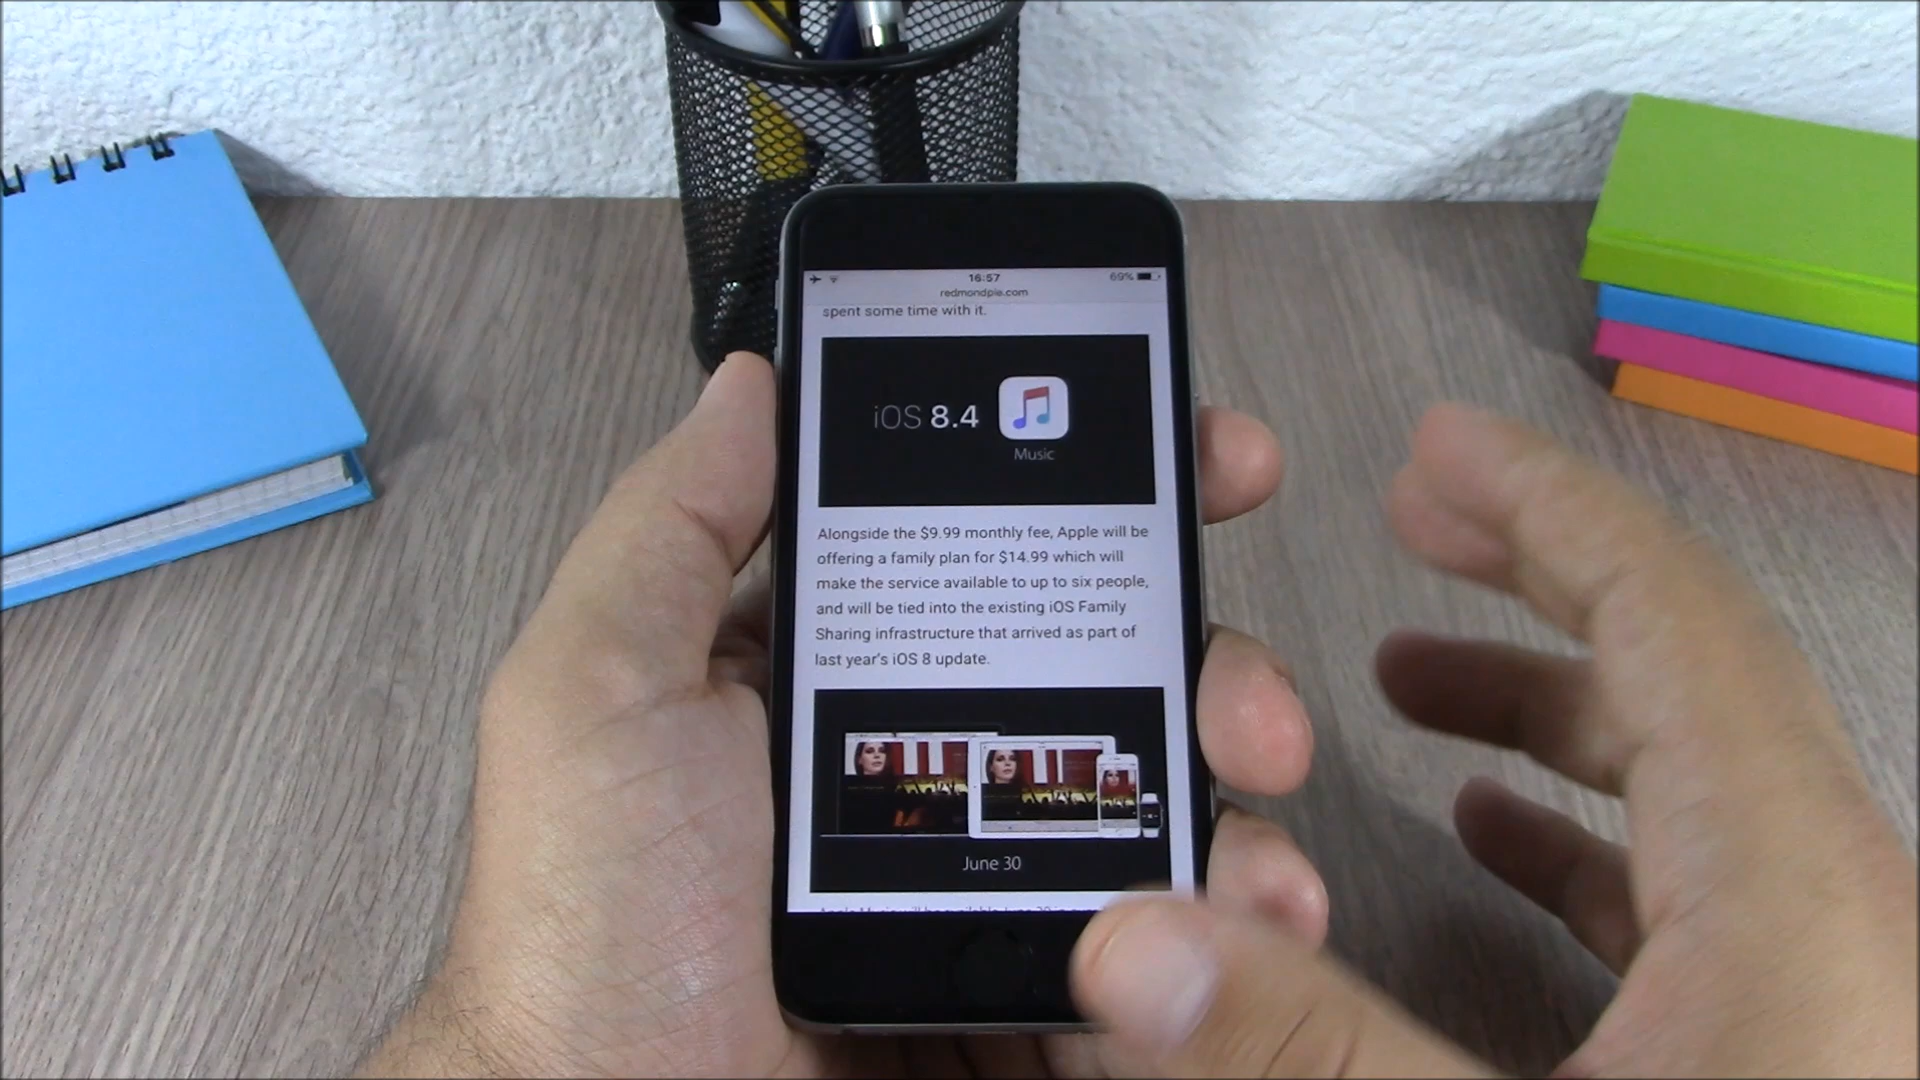 16:57
69%
redmondpie.com
spent some time with it.
iOS 8.4
Music
Alongside the $9.99 monthly fee, Apple will be
offering a family plan for $14.99 which will
make the service available to up to six people,
and will be tied into the existing iOS Family
Sharing infrastructure that arrived as part of
last year's iOS 8 update.
June 30